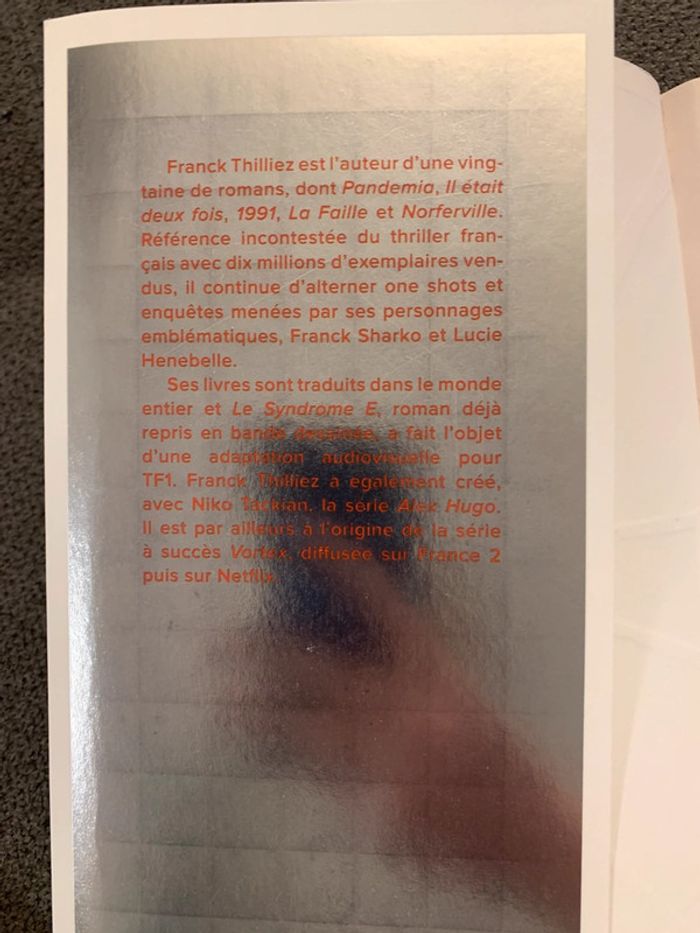 Franck Thilliez est l'auteur d'une ving-
taine de romans, dont Pandemia, Il était
deux fois, 1991, La Faille et Norferville.
Référence incontestée du thriller fran-
çais avec dix millions d'exemplaires ven-
dus, il continue d'alterner one shots et
enquêtes menées par ses personnages
emblématiques, Franck Sharko et Lucie
Henebelle.
Ses livres sont traduits dans le monde
entier et Le Syndrome E, roman déjà
repris en bande dessinée, a fait l'objet
d'une adaptation audiovisuelle pour
TF1. Franck Thilliez a également créé,
avec Niko Tackian, la série Alex Hugo.
Il est par ailleurs à l'origine de la série
à succès Vortex, diffusée sur France 2
puis sur Netflix.